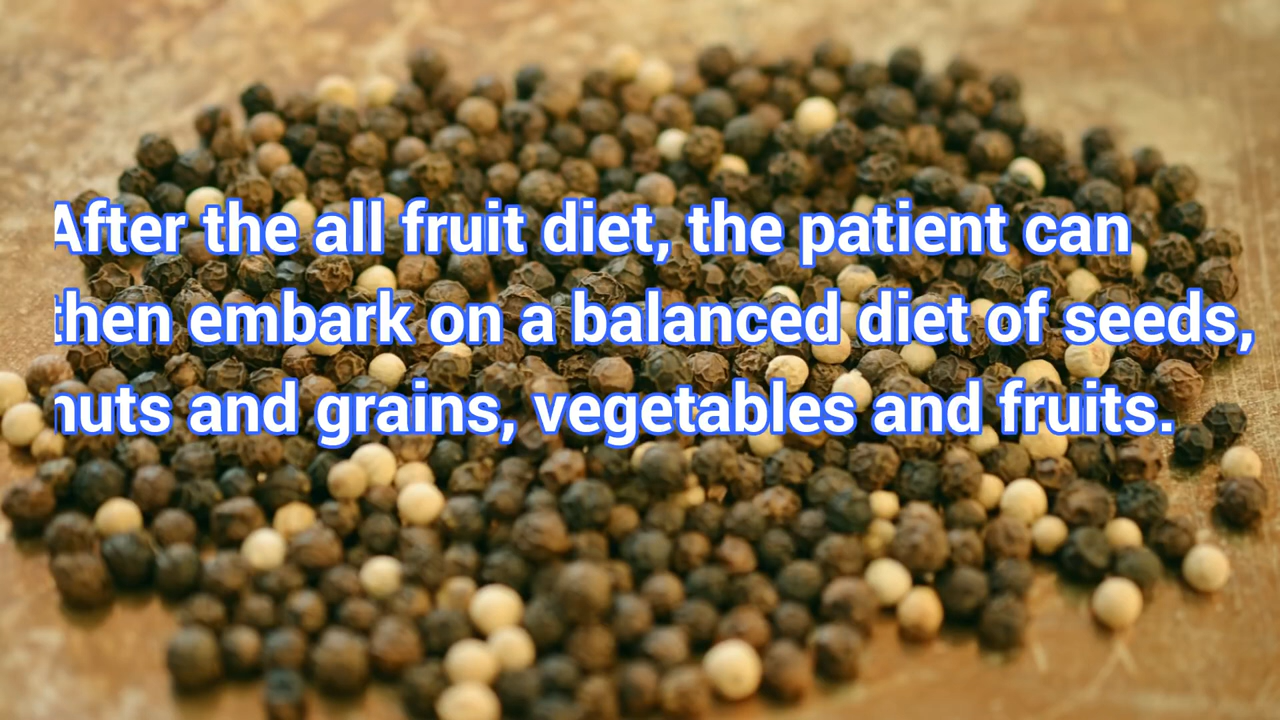 After the all fruit diet, the patient can
then embark on a balanced diet of seeds,
nuts and grains, vegetables and fruits.